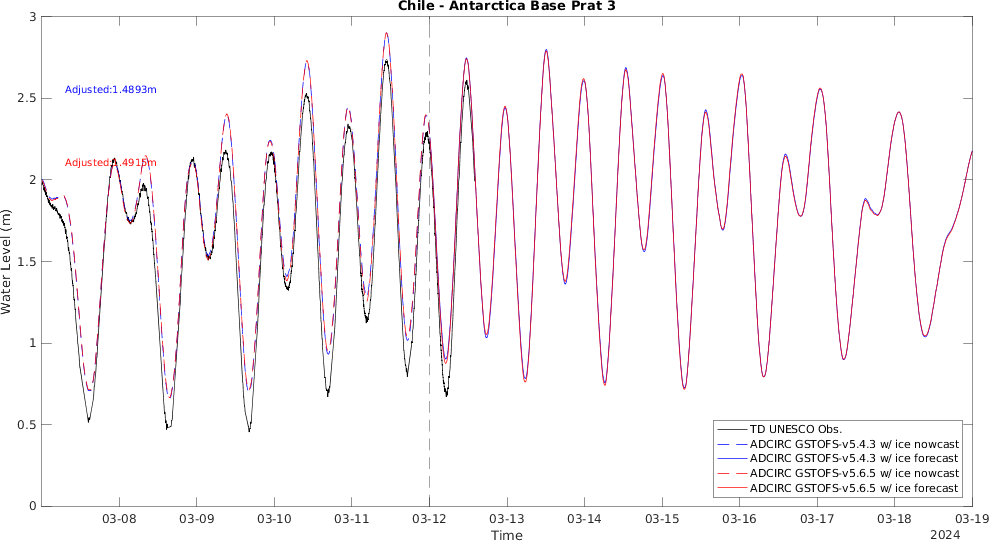 Chile - Antarctica Base Prat 3
3
2.5
2
1.5
1
0.5
0
Water Level (m)
Adjusted:1.4893m
Adjusted:1.4915m
TD UNESCO Obs.
ADCIRC GSTOFS-v5.4.3 w/ ice nowcast
ADCIRC GSTOFS-v5.4.3 w/ ice forecast
ADCIRC GSTOFS-v5.6.5 w/ ice nowcast
ADCIRC GSTOFS-v5.6.5 w/ ice forecast
03-08 03-09 03-10 03-11 03-12 03-13 03-14 03-15 03-16 03-17 03-18 03-19
Time
2024